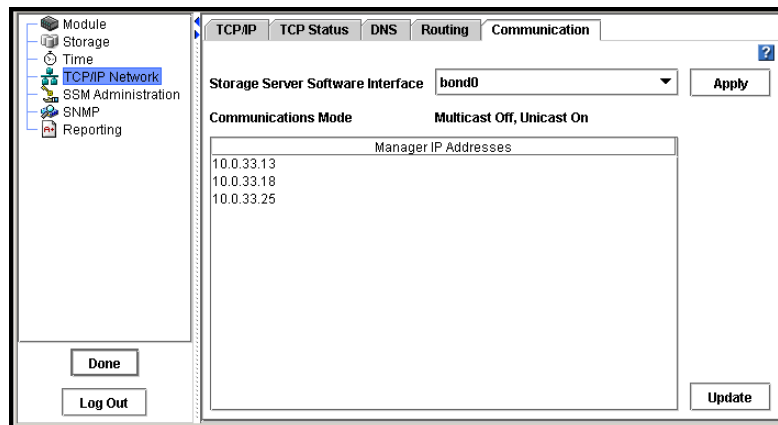 Module
Storage
Time
TCP/IP Network
SSM Administration
SNMP
Reporting
Done
Log Out
TCP/IP TCP Status DNS Routing Communication
?
Storage Server Software Interface bond0 Apply
Communications Mode Multicast Off, Unicast On
Manager IP Addresses
10.0.33.13
10.0.33.18
10.0.33.25
Update